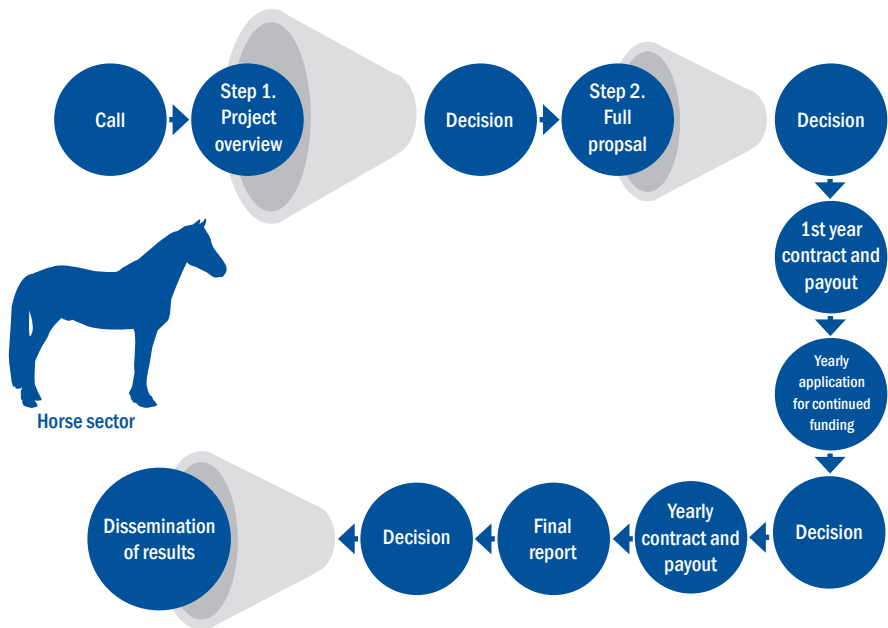 Call
Step 1.
Project
overview
Decision
Step 2.
Full
propsal
Decision
1st year
contract and
payout
Yearly
application
for continued
funding
Decision
Yearly
contract and
payout
Final
report
Decision
Dissemination
of results
Horse sector